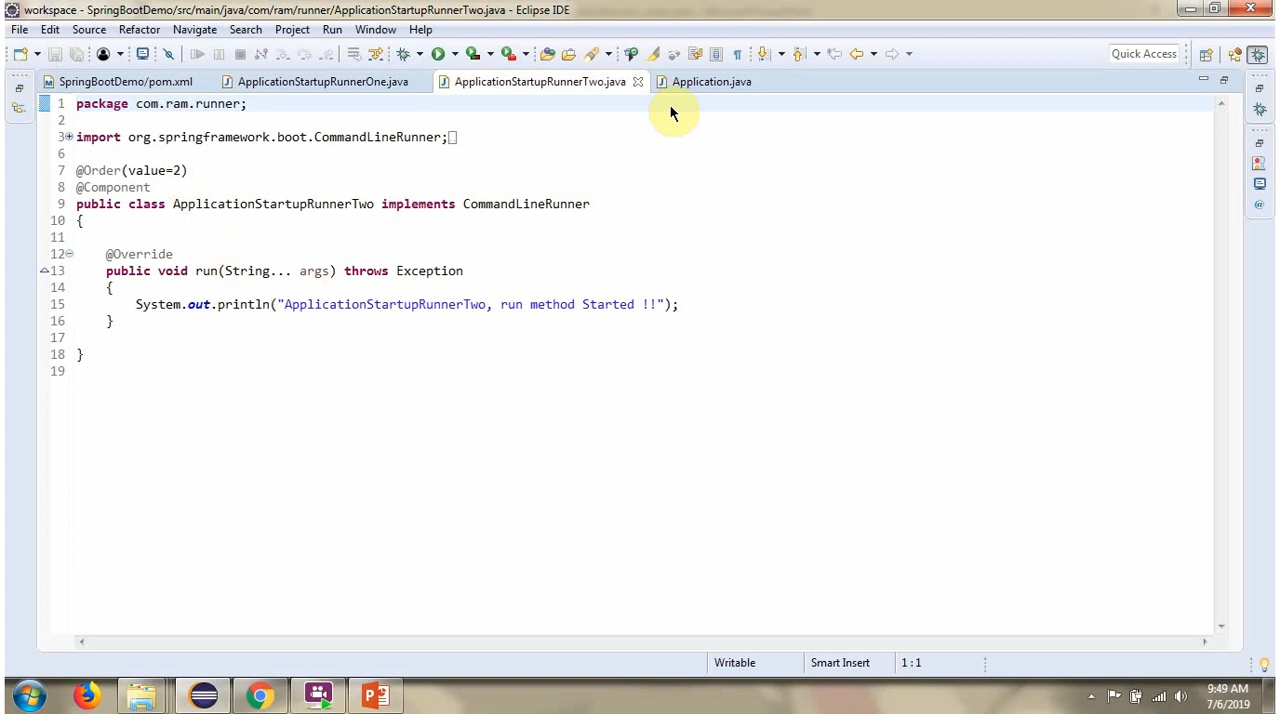 workspace - SpringBootDemo/src/main/java/com/ram/runner/ApplicationStartupRunnerTwo.java - Eclipse IDE
File Edit Source Refactor Navigate Search Project Run Window Help
Quick Access
SpringBootDemo/pom.xml ApplicationStartupRunnerOne.java ApplicationStartupRunnerTwo.java Application.java
1 package com.ram.runner;
2
3 import org.springframework.boot.CommandLineRunner;
6
7 @Order(value=2)
8 @Component
9 public class ApplicationStartupRunnerTwo implements CommandLineRunner
10 {
11
12 @Override
13 public void run(String... args) throws Exception
14 {
15 System.out.println("ApplicationStartupRunnerTwo, run method Started !!");
16 }
17
18 }
19
Writable Smart Insert 1:1
9:49 AM
7/6/2019